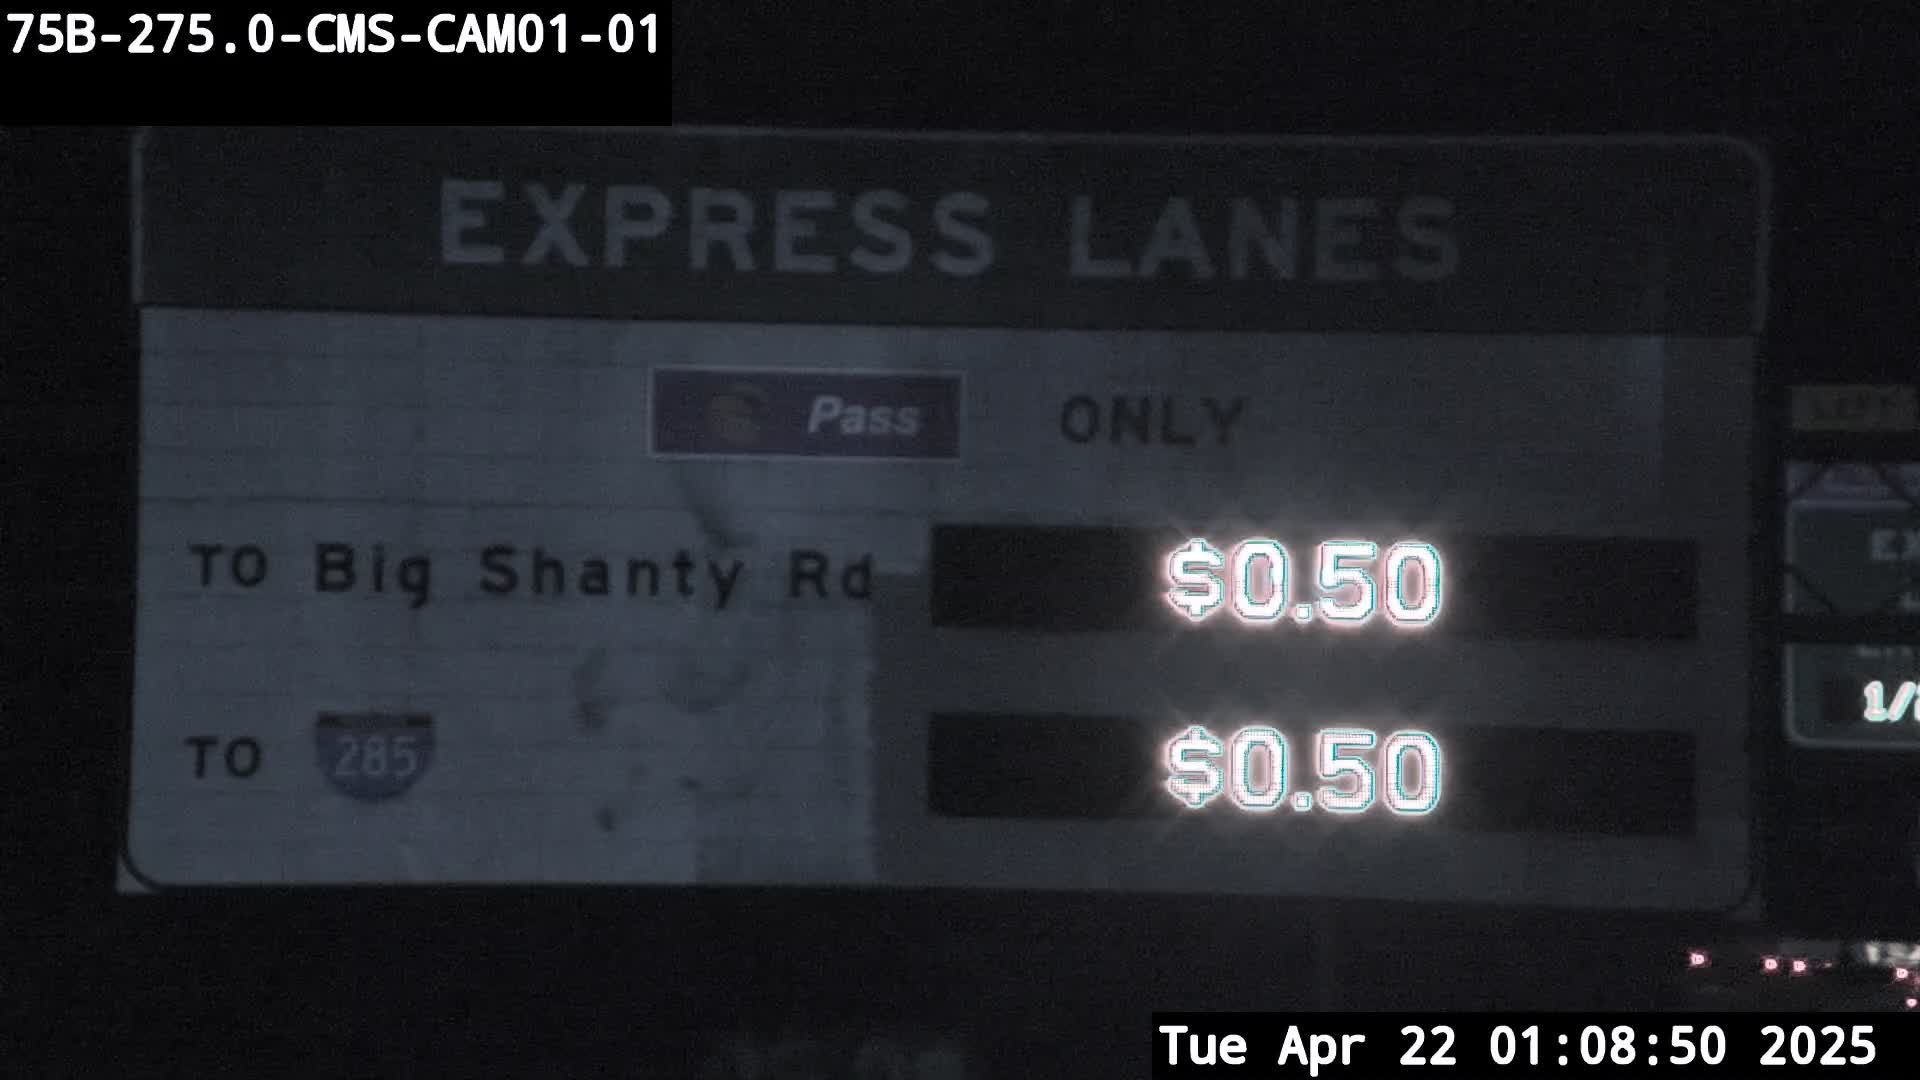 75B-275.0-CMS-CAM01-01
EXPRESS LANES
Pass ONLY
TO Big Shanty Rd $0.50
TO 285 $0.50
Tue Apr 22 01:08:50 2025